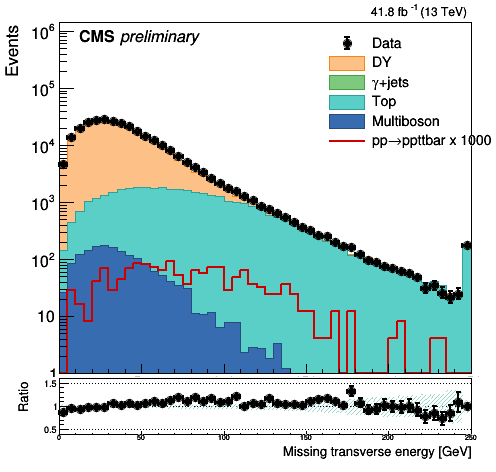 41.8 fb⁻¹ (13 TeV)
Events
CMS preliminary
Data
DY
γ+jets
Top
Multiboson
pp→ppttbar x 1000
10⁶
10⁵
10⁴
10³
10²
10
1
Ratio
1.5
1
0.5
0 50 100 150 200 250
Missing transverse energy [GeV]